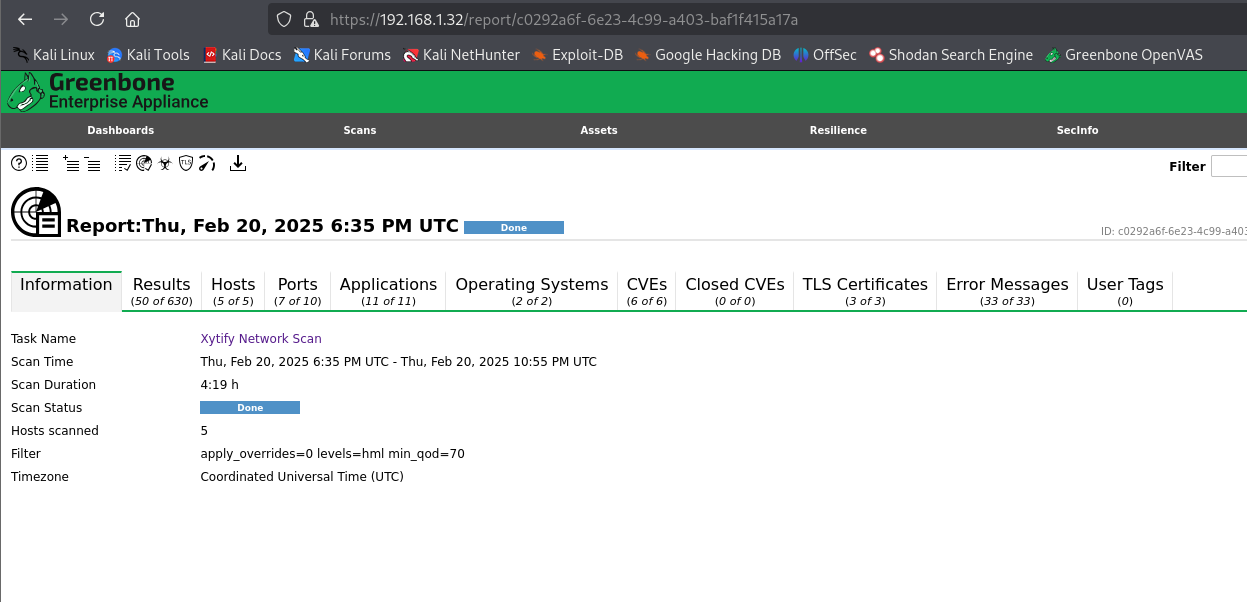 https://192.168.1.32/report/c0292a6f-6e23-4c99-a403-baf1f415a17a
Kali Linux Kali Tools Kali Docs Kali Forums Kali NetHunter Exploit-DB Google Hacking DB OffSec Shodan Search Engine Greenbone OpenVAS
Greenbone
Enterprise Appliance
Dashboards Scans Assets Resilience SecInfo
TLS
Filter
Report:Thu, Feb 20, 2025 6:35 PM UTC Done
ID: c0292a6f-6e23-4c99-a403
Information Results Hosts Ports Applications Operating Systems CVEs Closed CVEs TLS Certificates Error Messages User Tags
(50 of 630) (5 of 5) (7 of 10) (11 of 11) (2 of 2) (6 of 6) (0 of 0) (3 of 3) (33 of 33) (0)
Task Name Xytify Network Scan
Scan Time Thu, Feb 20, 2025 6:35 PM UTC - Thu, Feb 20, 2025 10:55 PM UTC
Scan Duration 4:19 h
Scan Status Done
Hosts scanned 5
Filter apply_overrides=0 levels=hml min_qod=70
Timezone Coordinated Universal Time (UTC)